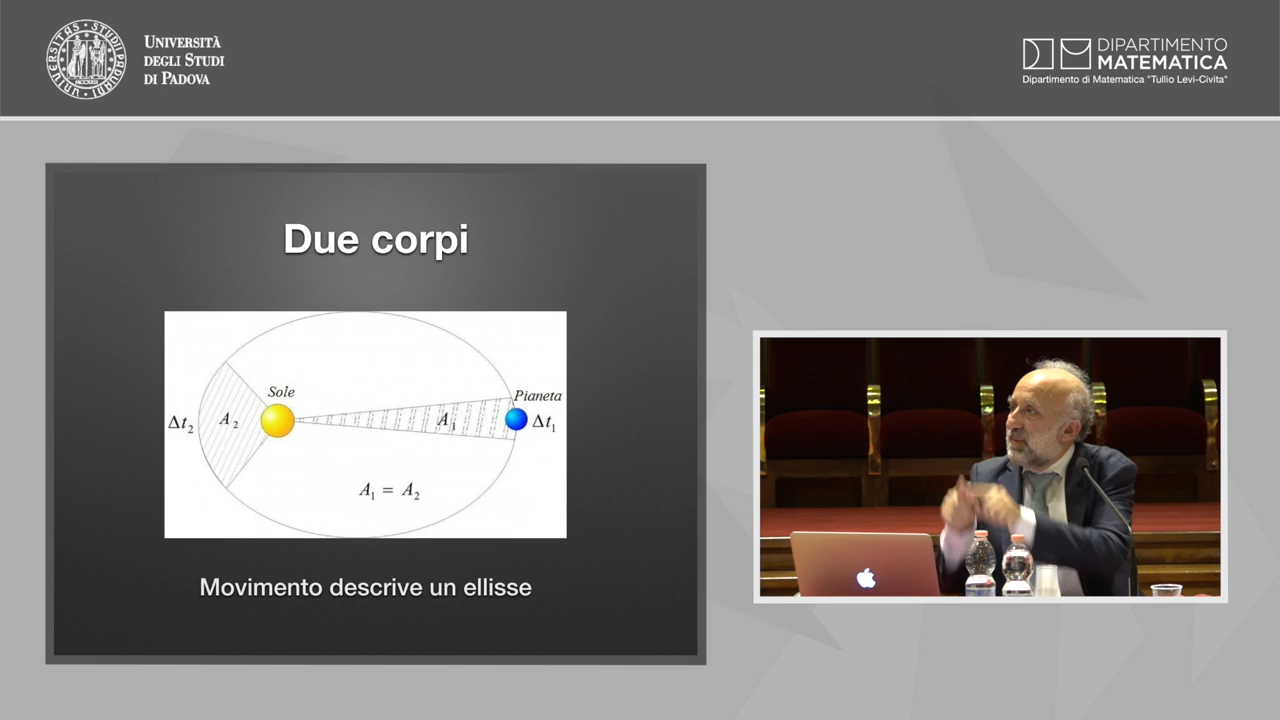 UNIVERSITÀ
DEGLI STUDI
DI PADOVA
DIPARTIMENTO
MATEMATICA
Dipartimento di Matematica "Tullio Levi-Civita"
Due corpi
Sole
Pianeta
Δt₂
A₂
A₁
Δt₁
A₁ = A₂
Movimento descrive un ellisse